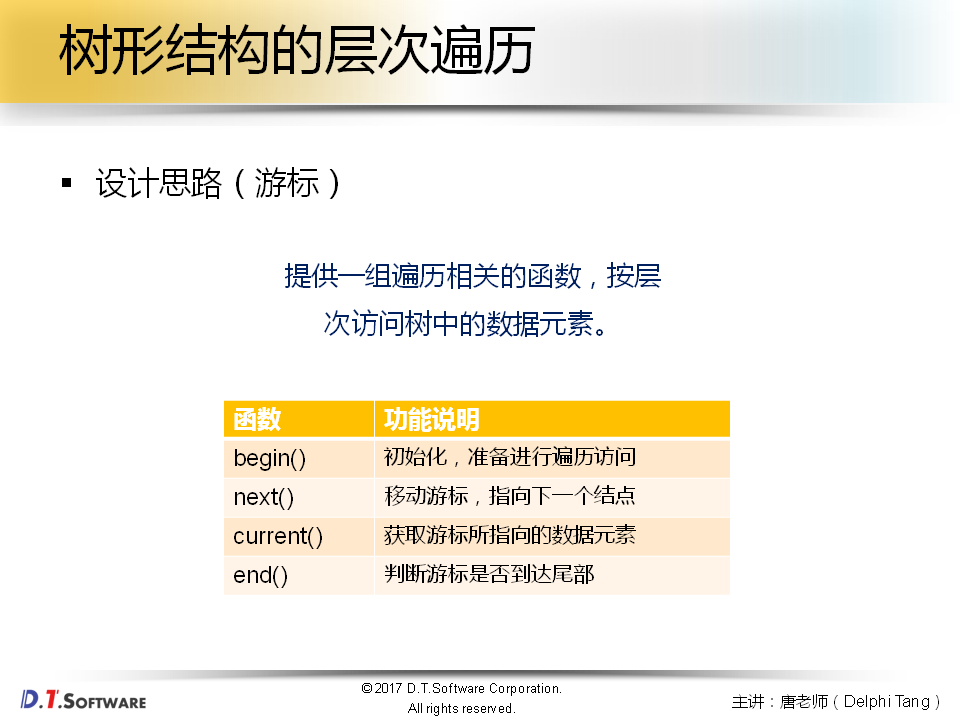 树形结构的层次遍历
▪ 设计思路（游标）
提供一组遍历相关的函数，按层
次访问树中的数据元素。
函数 功能说明
begin() 初始化，准备进行遍历访问
next() 移动游标，指向下一个结点
current() 获取游标所指向的数据元素
end() 判断游标是否到达尾部
D.T.SOFTWARE
©2017 D.T.Software Corporation.
All rights reserved.
主讲：唐老师（Delphi Tang）